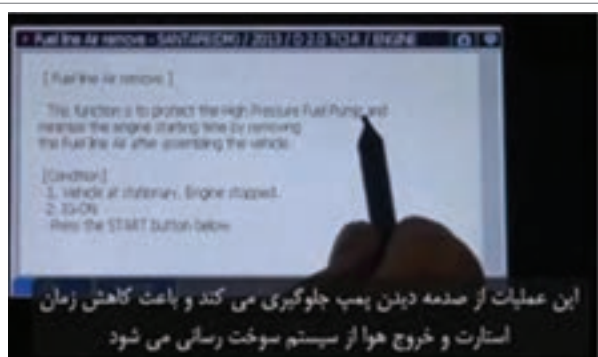 Fuel line Air remove - SANTAFE(DM) / 2013 / D 2.0 TCI-R / ENGINE
[ Fuel line Air remove ]
This function is to protect the High Pressure Fuel Pump and
minimize the engine starting time by removing
the Fuel line Air after assembling the vehicle.
[Condition]
1. Vehicle at stationary, Engine stopped.
2. IG-ON
Press the START button below
این عملیات از صدمه دیدن پمپ جلوگیری می کند و باعث کاهش زمان
استارت و خروج هوا از سیستم سوخت رسانی می شود